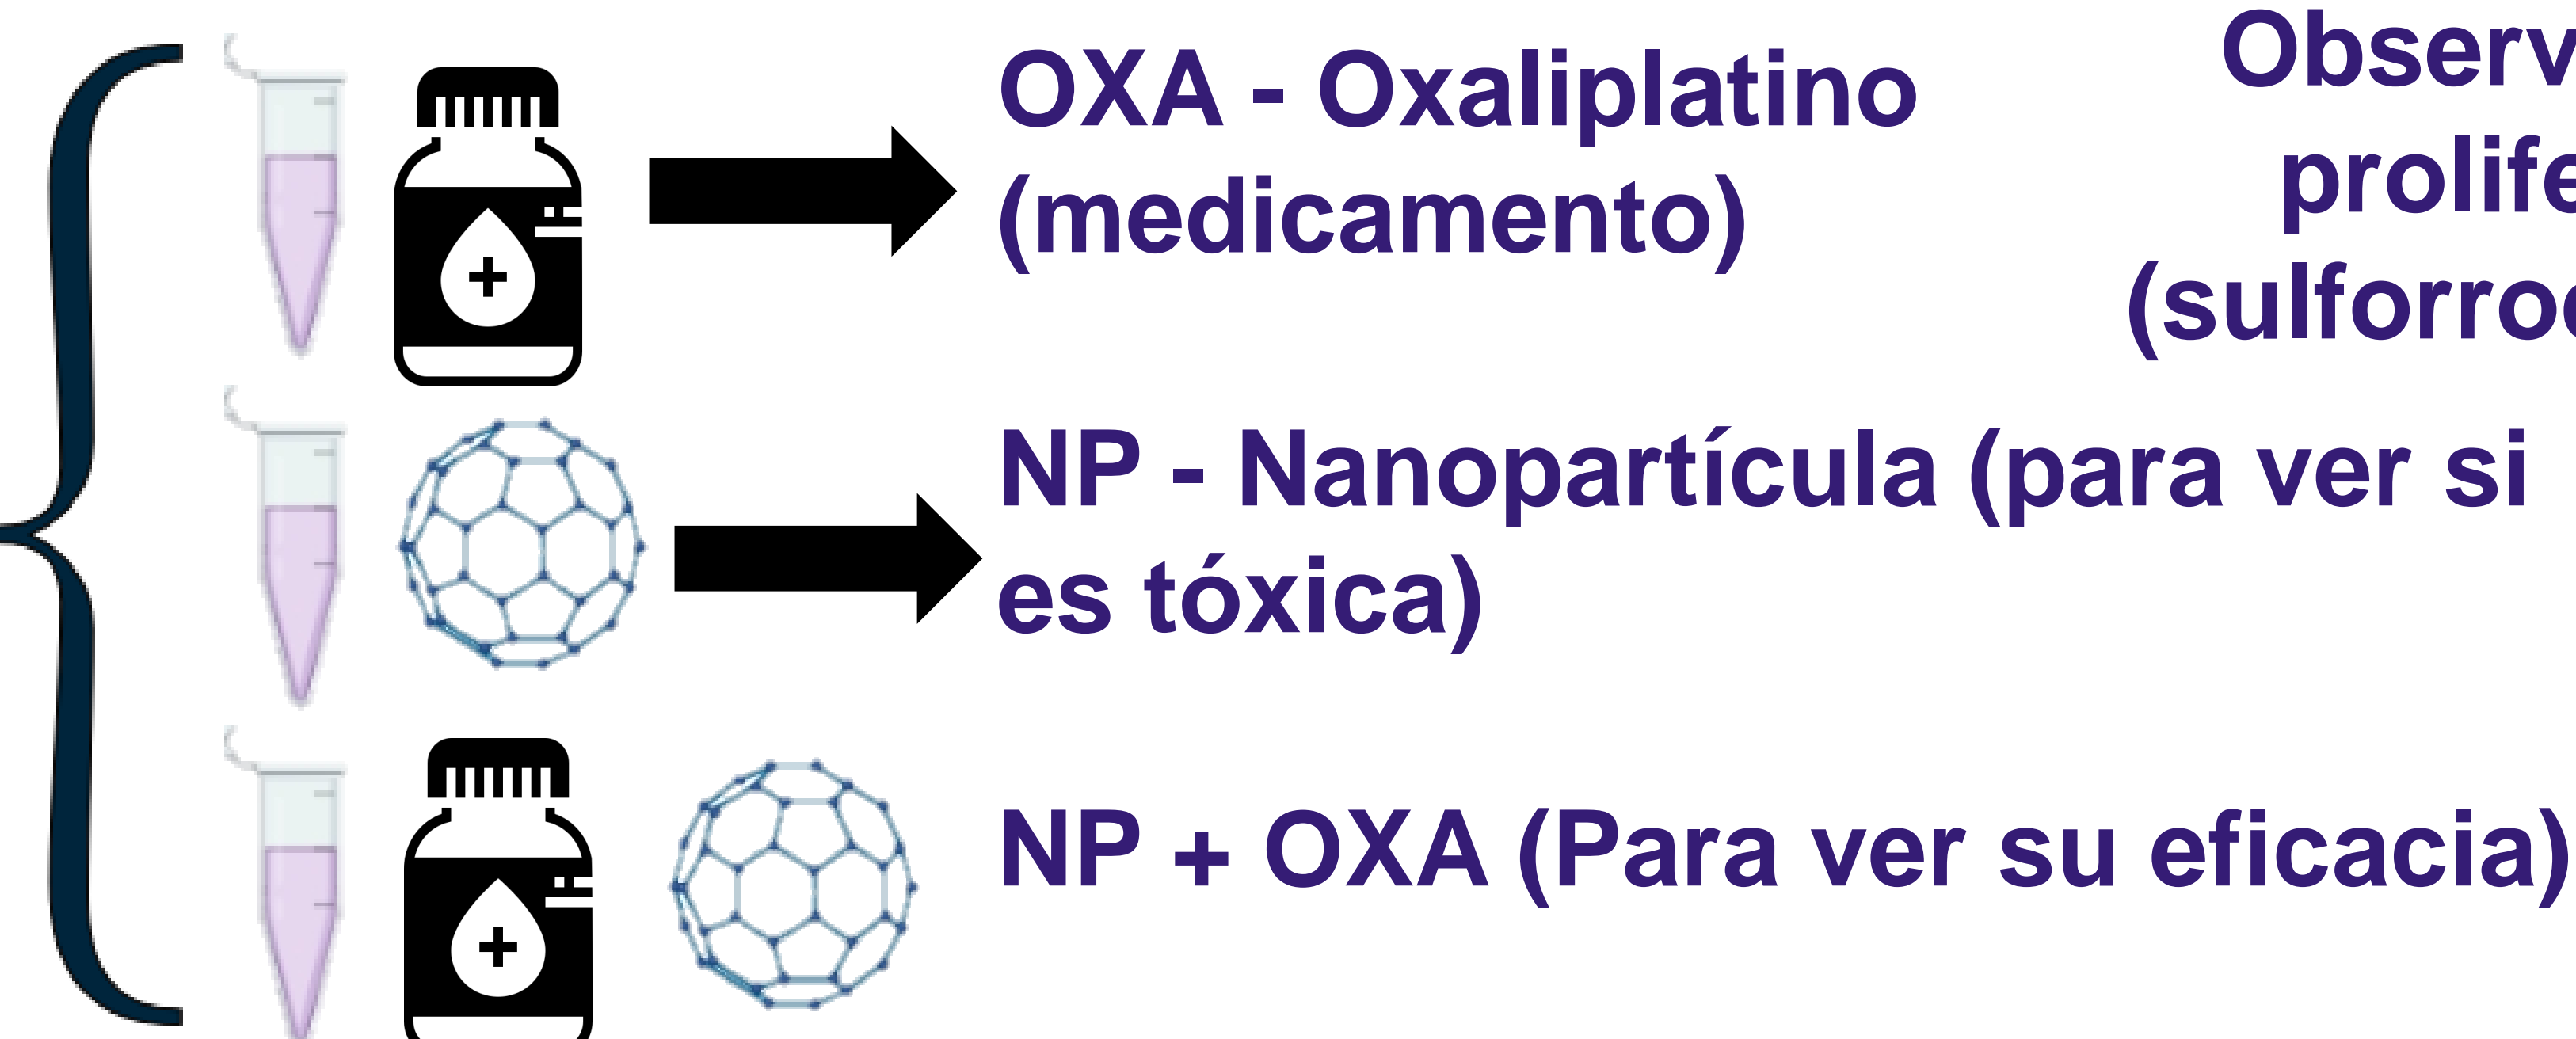 OXA - Oxaliplatino
(medicamento)
NP - Nanopartícula (para ver si
es tóxica)
NP + OXA (Para ver su eficacia)